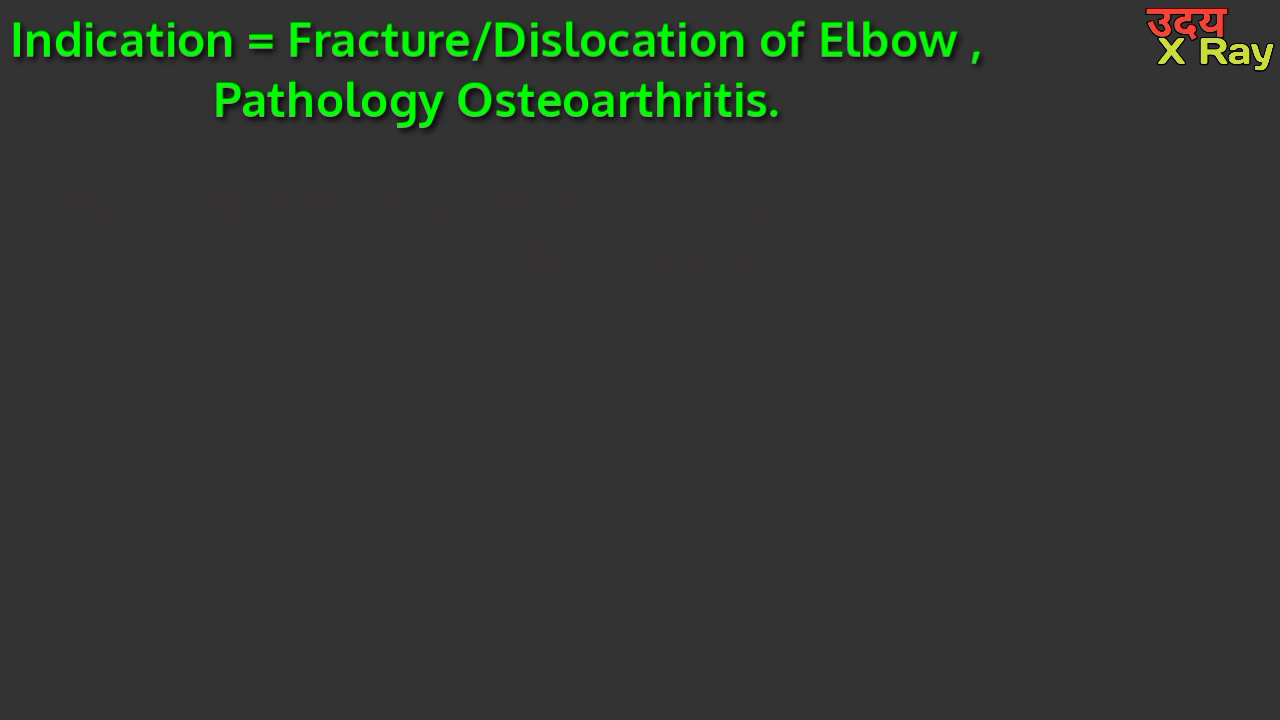 Indication = Fracture/Dislocation of Elbow ,
Pathology Osteoarthritis.
उदय
X Ray